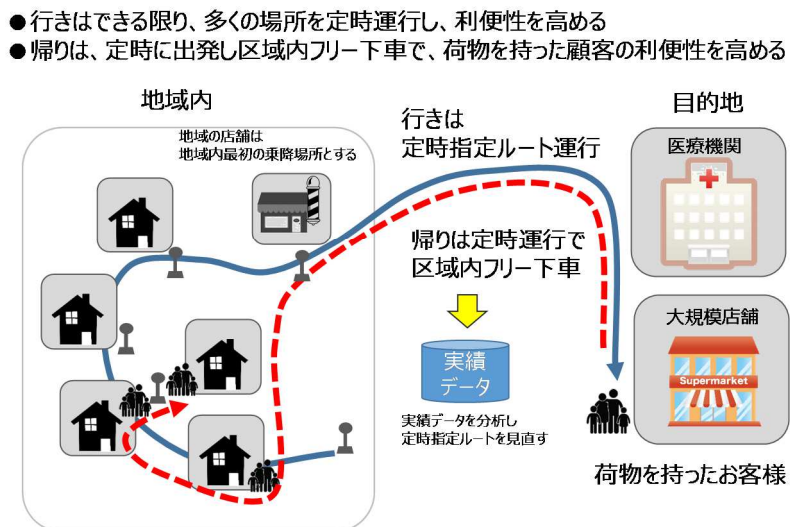 ●行きはできる限り、多くの場所を定時運行し、利便性を高める
●帰りは、定時に出発し区域内フリー下車で、荷物を持った顧客の利便性を高める
地域内
地域の店舗は
地域内最初の乗降場所とする
行きは
定時指定ルート運行
目的地
医療機関
帰りは定時運行で
区域内フリー下車
大規模店舗
Supermarket
実績
データ
実績データを分析し
定時指定ルートを見直す
荷物を持ったお客様